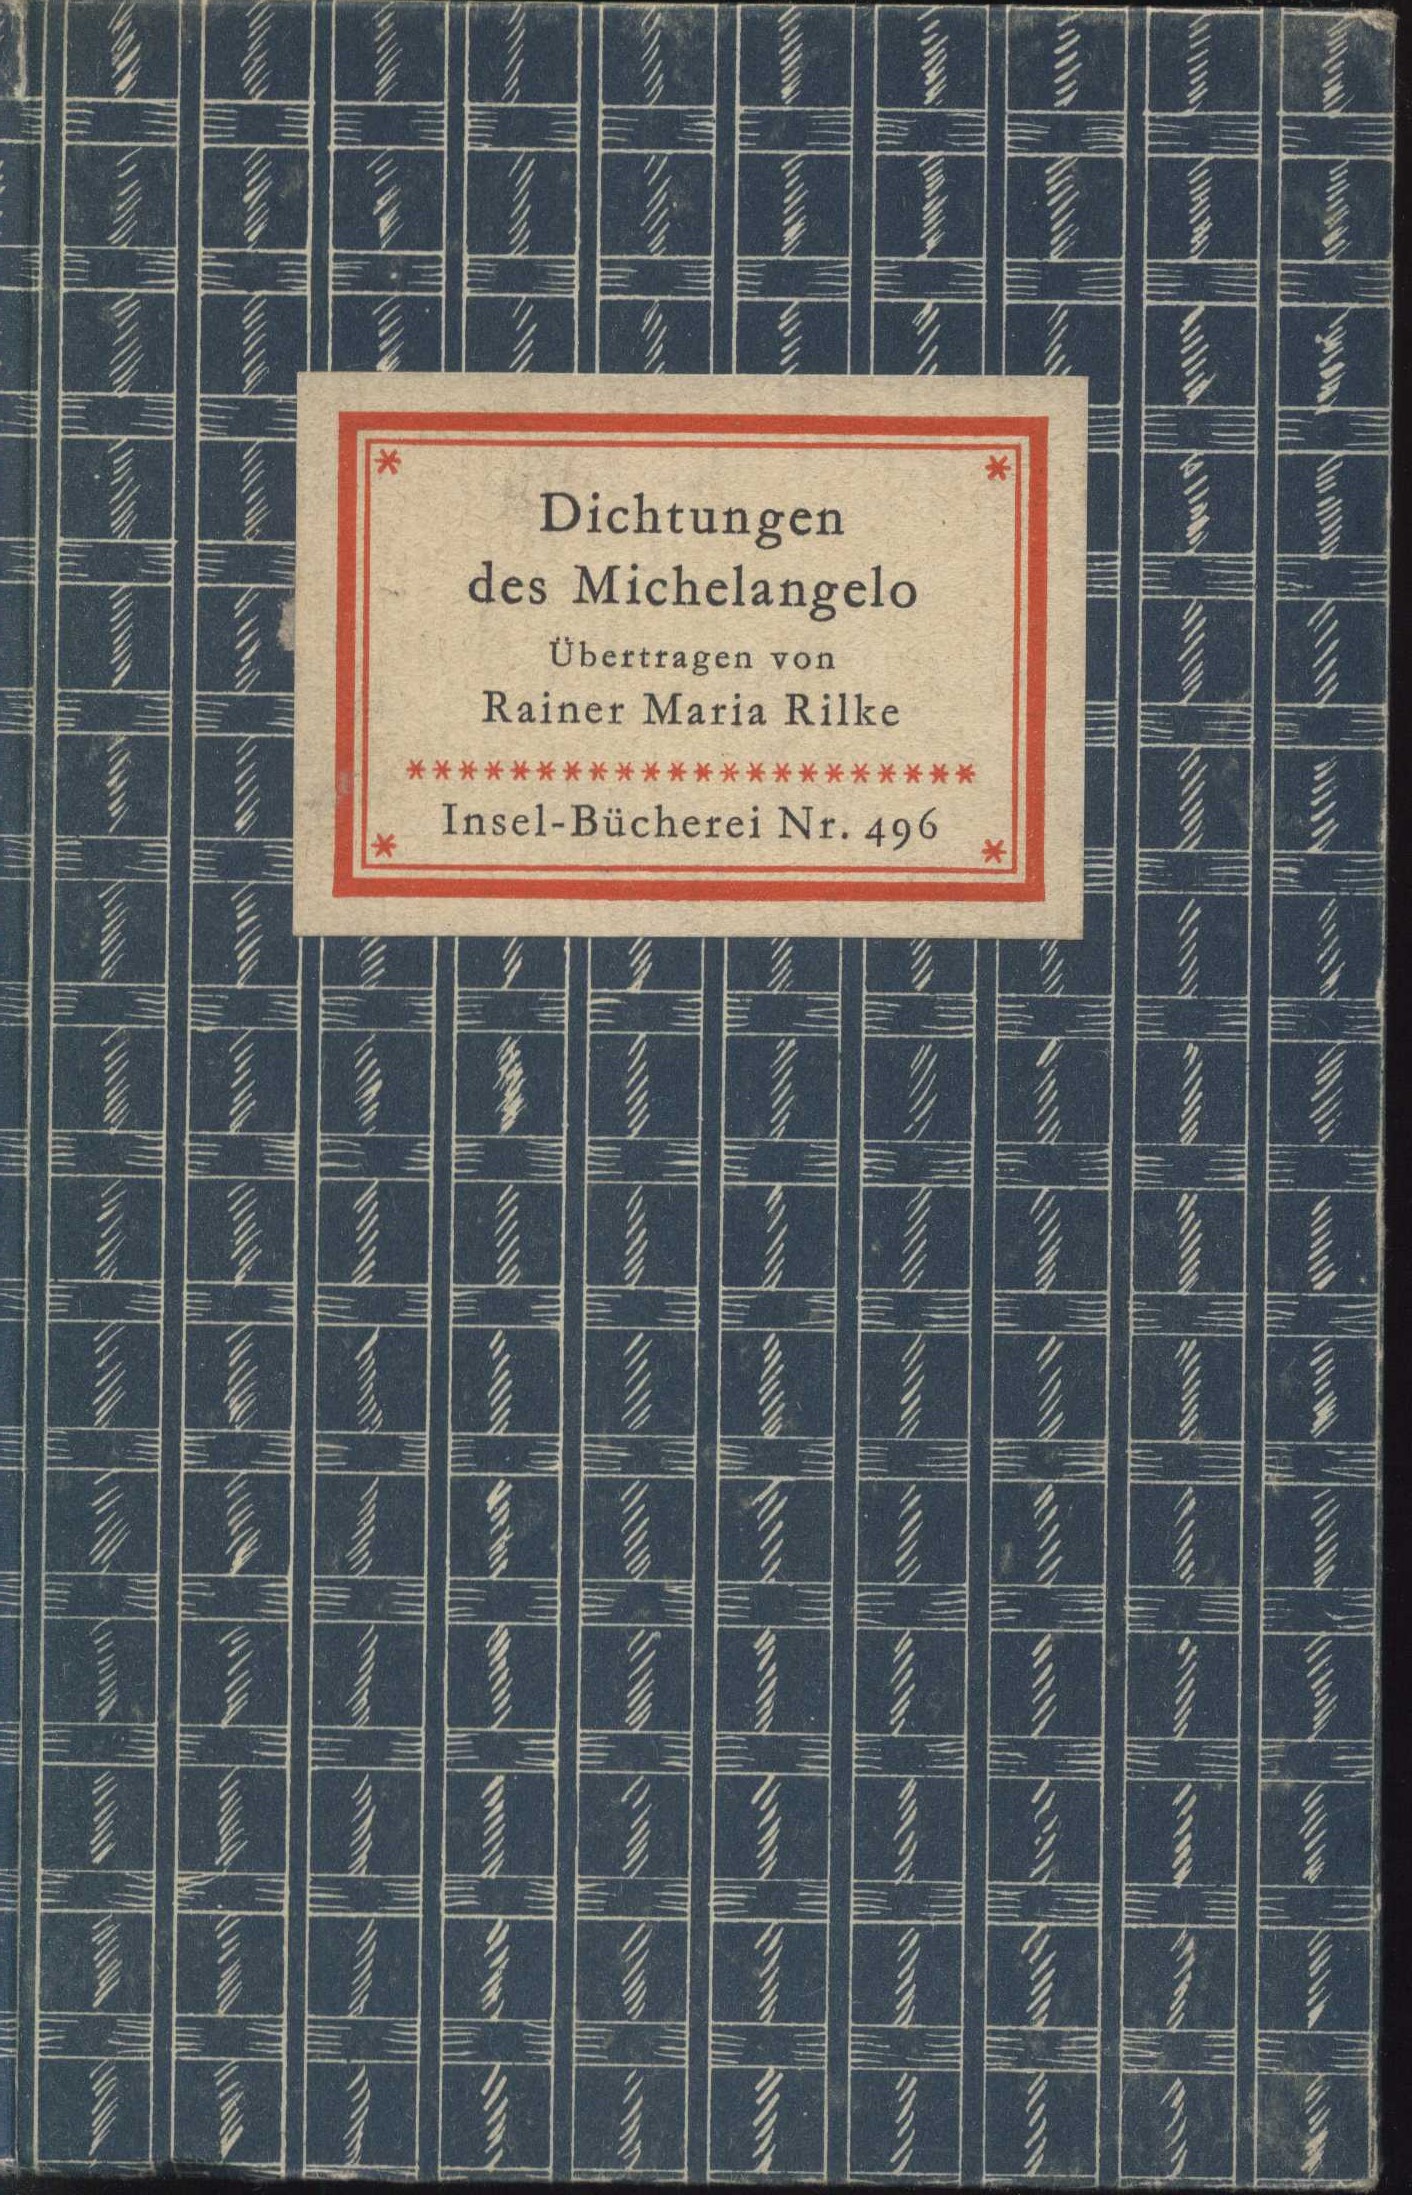 Dichtungen
des Michelangelo
Übertragen von
Rainer Maria Rilke
**********************
Insel-Bücherei Nr. 496